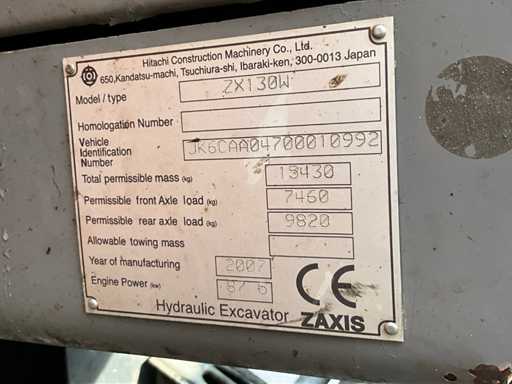 Hitachi Construction Machinery Co., Ltd.
650,Kandatsu-machi, Tsuchiura-shi, Ibaraki-ken, 300-0013 Japan
Model / type ZX130W
Homologation Number
Vehicle
Identification JK6CAA04700010992
Number
Total permissible mass (kg) 15430
Permissible front Axle load (kg) 7460
Permissible rear axle load (kg) 9820
Allowable towing mass
Year of manufacturing 2007
Engine Power (kw) 67 6
CE
Hydraulic Excavator ZAXIS